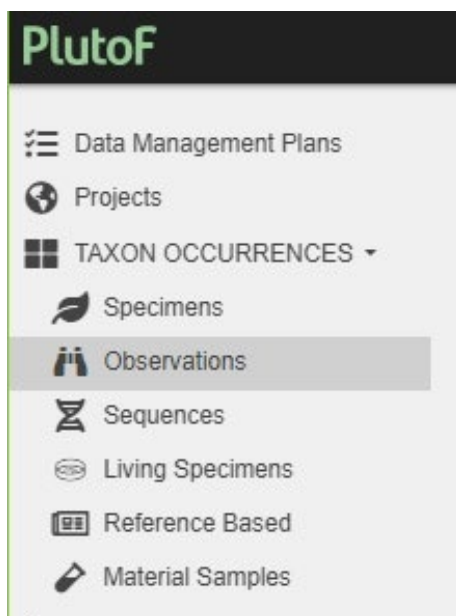 PlutoF
Data Management Plans
Projects
TAXON OCCURRENCES
Specimens
Observations
Sequences
Living Specimens
Reference Based
Material Samples